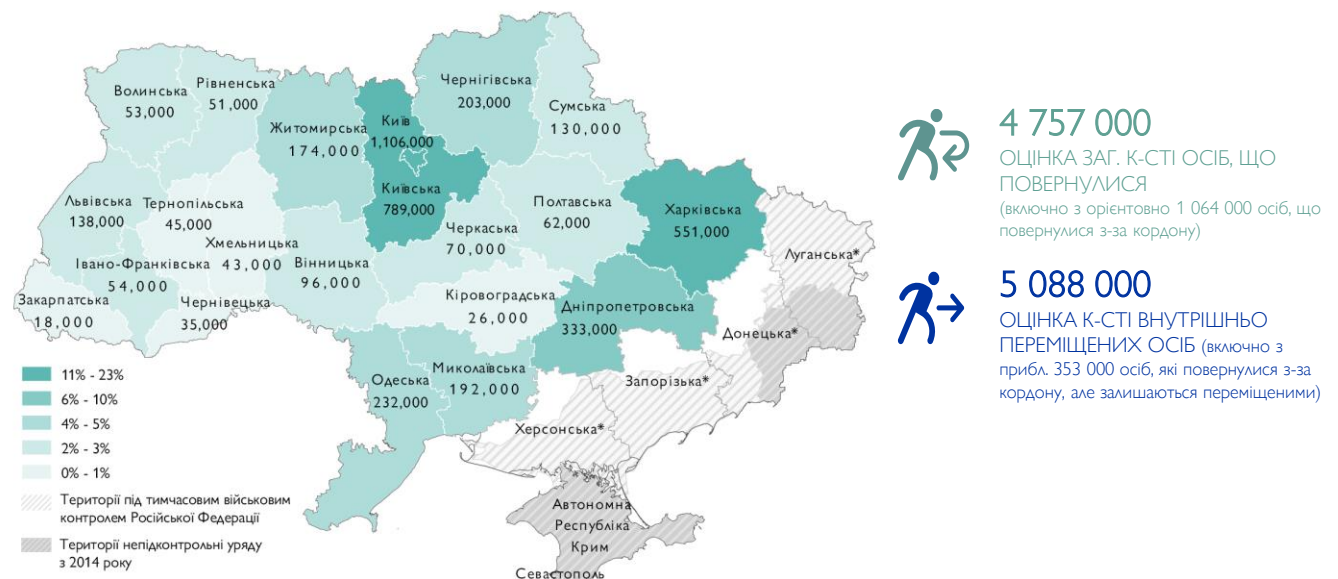 Волинська
53,000
Рівненська
51,000
Житомирська
174,000
Київ
1,106,000
Київська
789,000
Чернігівська
203,000
Сумська
130,000
Львівська
138,000
Тернопільська
45,000
Хмельницька
43,000
Вінницька
96,000
Черкаська
70,000
Полтавська
62,000
Харківська
551,000
Луганська*
Івано-Франківська
54,000
Закарпатська
18,000
Чернівецька
35,000
Кіровоградська
26,000
Дніпропетровська
333,000
Донецька*
Одеська
232,000
Миколаївська
192,000
Запорізька*
Херсонська*
Автономна
Республіка
Крим
Севастополь
11% - 23%
6% - 10%
4% - 5%
2% - 3%
0% - 1%
Території під тимчасовим військовим
контролем Російської Федерації
Території непідконтрольні уряду
з 2014 року
4 757 000
ОЦІНКА ЗАГ. К-СТІ ОСІБ, ЩО
ПОВЕРНУЛИСЯ
(включно з орієнтовно 1 064 000 осіб, що
повернулися з-за кордону)
5 088 000
ОЦІНКА К-СТІ ВНУТРІШНЬО
ПЕРЕМІЩЕНИХ ОСІБ (включно з
прибл. 353 000 осіб, які повернулися з-за
кордону, але залишаються переміщеними)